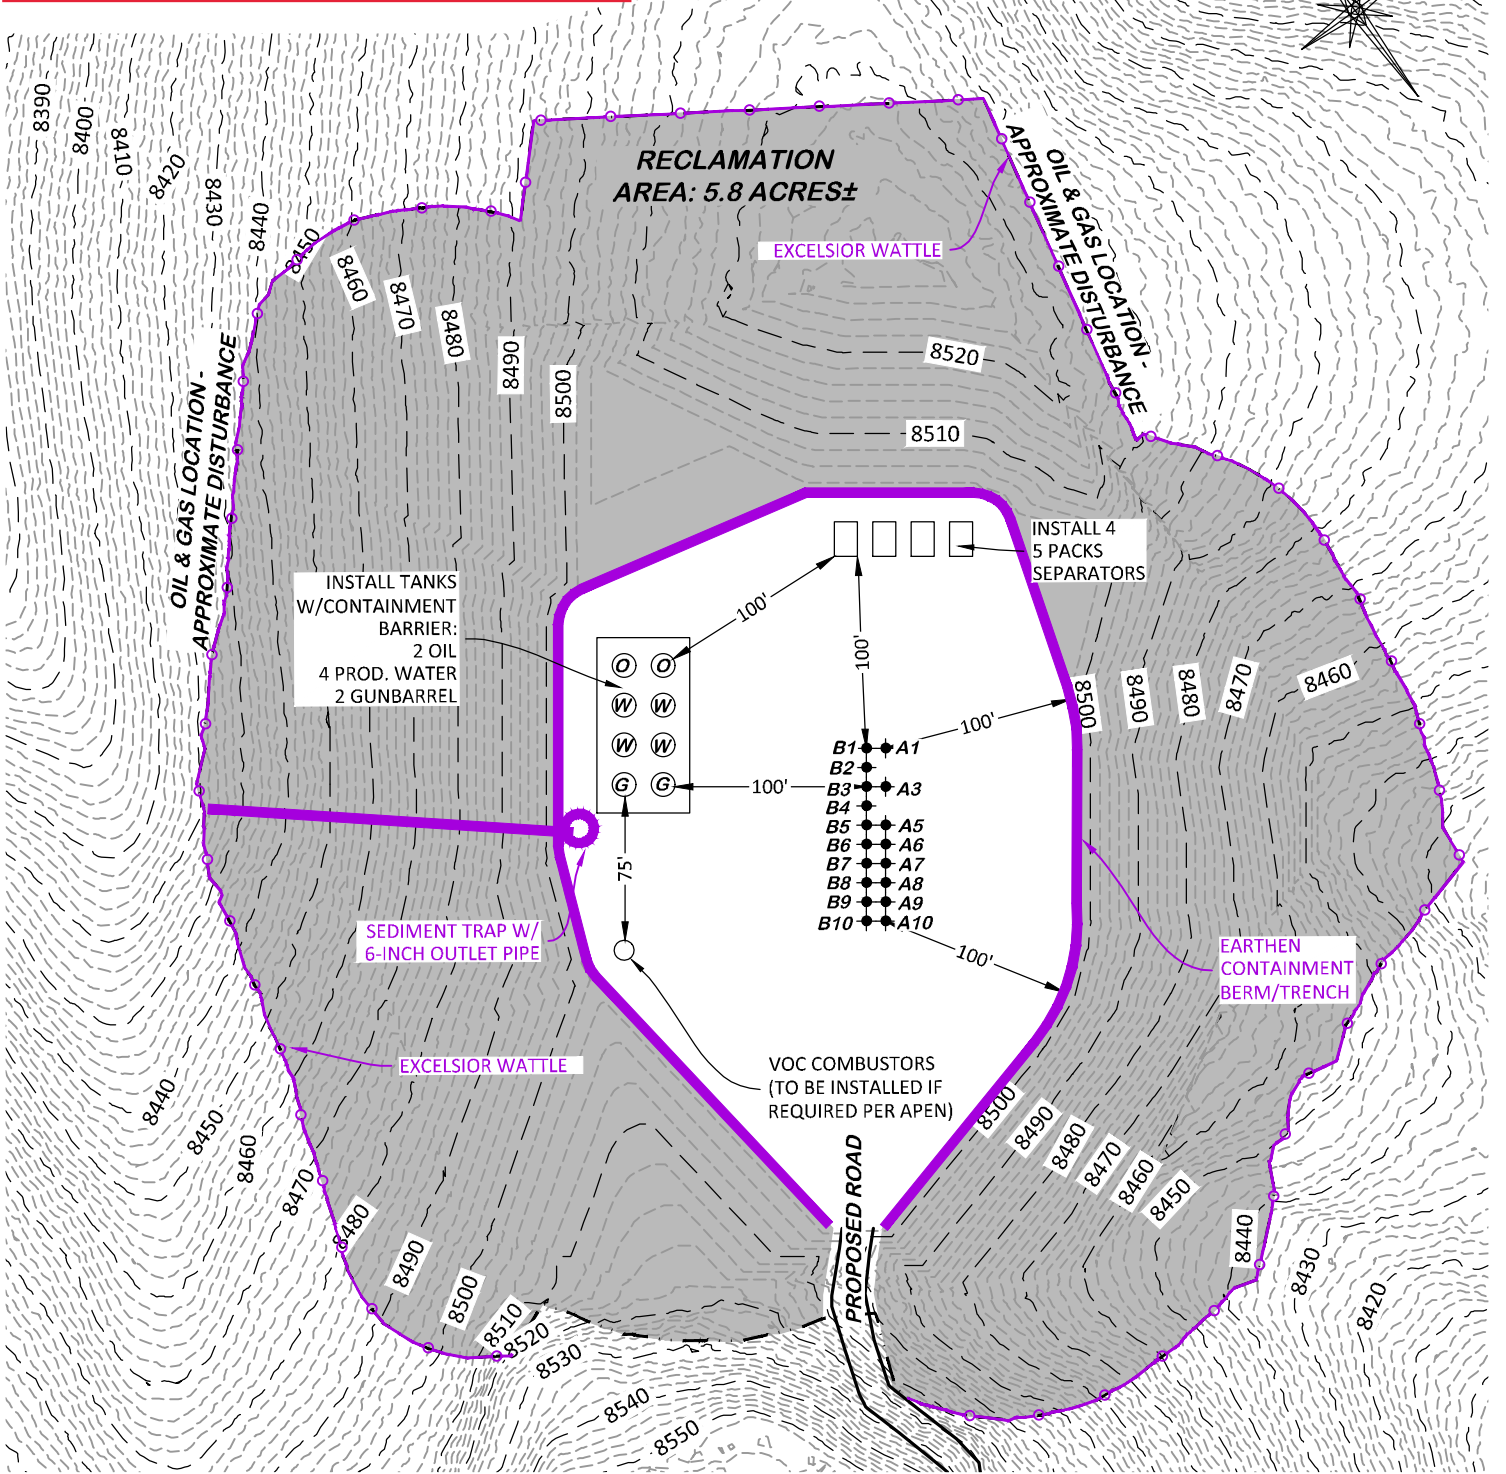 8390
8400
8410
8420
8430
8440
8450
8460
8470
8480
8490
8500
RECLAMATION
AREA: 5.8 ACRES±
EXCELSIOR WATTLE
OIL & GAS LOCATION -
APPROXIMATE DISTURBANCE
8520
8510
OIL & GAS LOCATION -
APPROXIMATE DISTURBANCE
INSTALL TANKS
W/CONTAINMENT
BARRIER:
2 OIL
4 PROD. WATER
2 GUNBARREL
INSTALL 4
5 PACKS
SEPARATORS
100'
100'
O O
W W
W W
G G
100'
100'
75'
100'
B1 A1
B2
B3 A3
B4
B5 A5
B6 A6
B7 A7
B8 A8
B9 A9
B10 A10
8500
8490
8480
8470
8460
SEDIMENT TRAP W/
6-INCH OUTLET PIPE
EARTHEN
CONTAINMENT
BERM/TRENCH
EXCELSIOR WATTLE
VOC COMBUSTORS
(TO BE INSTALLED IF
REQUIRED PER APEN)
PROPOSED ROAD
8440
8450
8460
8470
8480
8490
8500
8510
8520
8530
8540
8550
8500
8490
8480
8470
8460
8450
8440
8430
8420